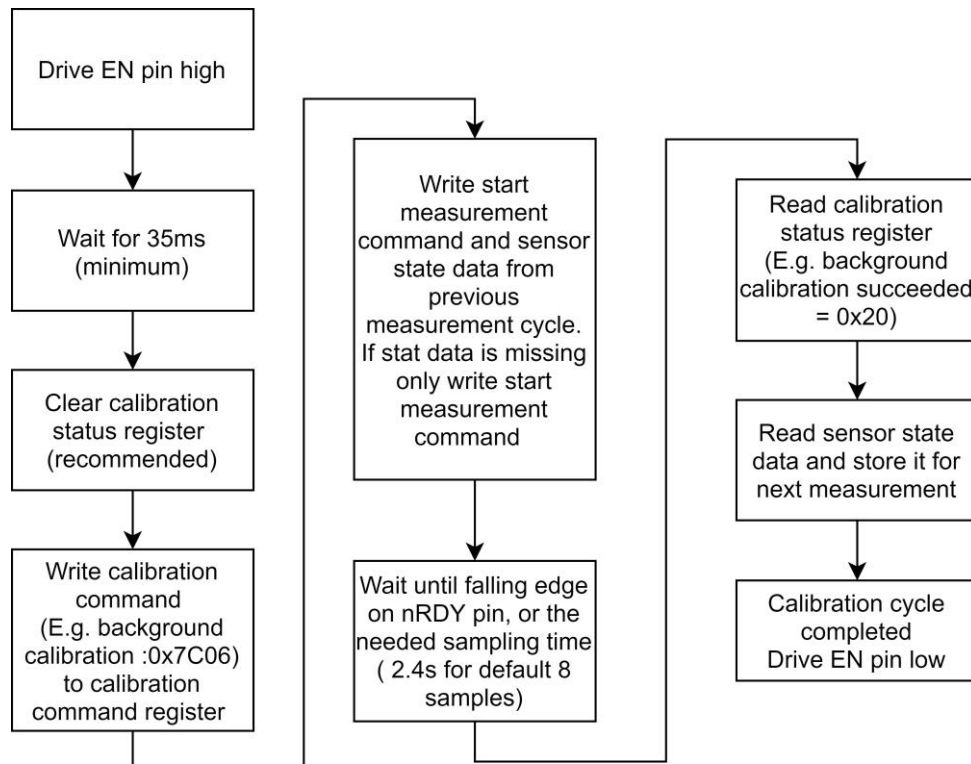 Drive EN pin high
Wait for 35ms
(minimum)
Clear calibration
status register
(recommended)
Write calibration
command
(E.g. background
calibration :0x7C06)
to calibration
command register
Write start
measurement
command and sensor
state data from
previous
measurement cycle.
If stat data is missing
only write start
measurement
command
Wait until falling edge
on nRDY pin, or the
needed sampling time
( 2.4s for default 8
samples)
Read calibration
status register
(E.g. background
calibration succeeded
= 0x20)
Read sensor state
data and store it for
next measurement
Calibration cycle
completed
Drive EN pin low